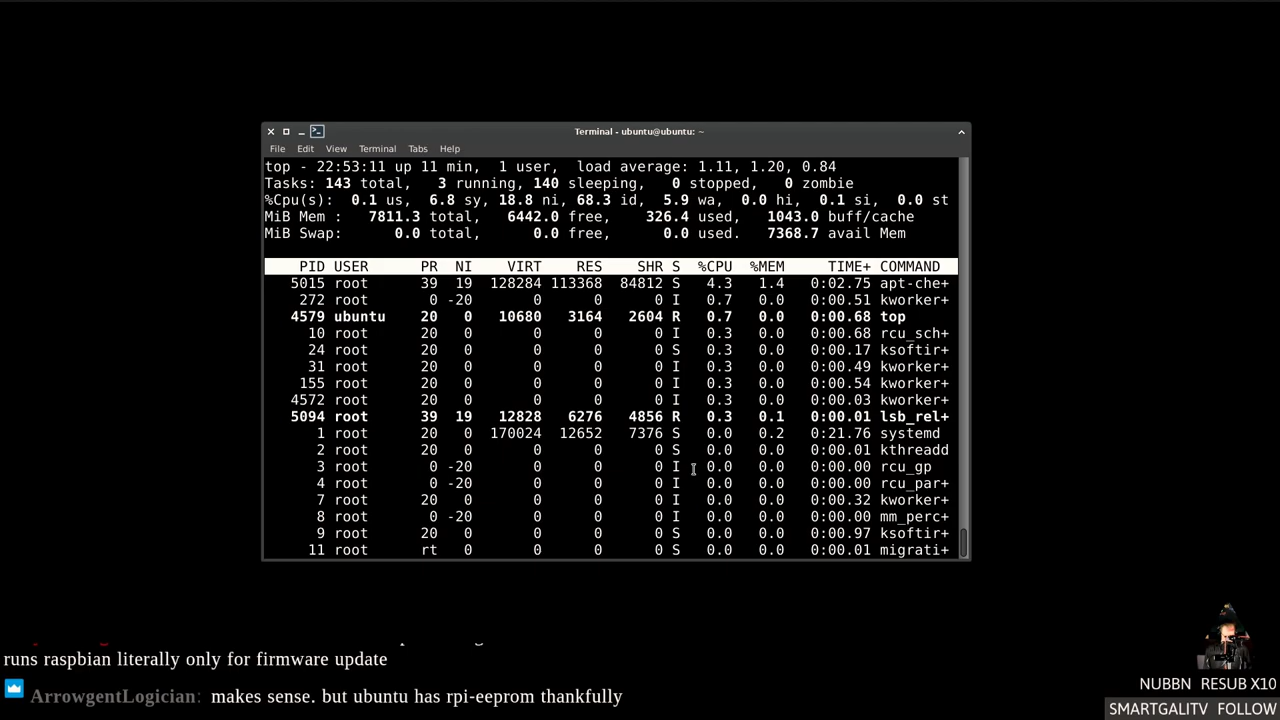 Terminal - ubuntu@ubuntu: ~
File Edit View Terminal Tabs Help
top - 22:53:11 up 11 min, 1 user, load average: 1.11, 1.20, 0.84
Tasks: 143 total, 3 running, 140 sleeping, 0 stopped, 0 zombie
%Cpu(s): 0.1 us, 6.8 sy, 18.8 ni, 68.3 id, 5.9 wa, 0.0 hi, 0.1 si, 0.0 st
MiB Mem : 7811.3 total, 6442.0 free, 326.4 used, 1043.0 buff/cache
MiB Swap: 0.0 total, 0.0 free, 0.0 used. 7368.7 avail Mem
PID USER PR NI VIRT RES SHR S %CPU %MEM TIME+ COMMAND
5015 root 39 19 128284 113368 84812 S 4.3 1.4 0:02.75 apt-che+
272 root 0 -20 0 0 0 I 0.7 0.0 0:00.51 kworker+
4579 ubuntu 20 0 10680 3164 2604 R 0.7 0.0 0:00.68 top
10 root 20 0 0 0 0 I 0.3 0.0 0:00.68 rcu_sch+
24 root 20 0 0 0 0 S 0.3 0.0 0:00.17 ksoftir+
31 root 20 0 0 0 0 I 0.3 0.0 0:00.49 kworker+
155 root 20 0 0 0 0 I 0.3 0.0 0:00.54 kworker+
4572 root 20 0 0 0 0 I 0.3 0.0 0:00.03 kworker+
5094 root 39 19 12828 6276 4856 R 0.3 0.1 0:00.01 lsb_rel+
1 root 20 0 170024 12652 7376 S 0.0 0.2 0:21.76 systemd
2 root 20 0 0 0 0 S 0.0 0.0 0:00.01 kthreadd
3 root 0 -20 0 0 0 I 0.0 0.0 0:00.00 rcu_gp
4 root 0 -20 0 0 0 I 0.0 0.0 0:00.00 rcu_par+
7 root 20 0 0 0 0 I 0.0 0.0 0:00.32 kworker+
8 root 0 -20 0 0 0 I 0.0 0.0 0:00.00 mm_perc+
9 root 20 0 0 0 0 S 0.0 0.0 0:00.97 ksoftir+
11 root rt 0 0 0 0 S 0.0 0.0 0:00.01 migrati+
runs raspbian literally only for firmware update
ArrowgentLogician: makes sense. but ubuntu has rpi-eeprom thankfully
NUBBN RESUB X10
SMARTGALITV FOLLOW